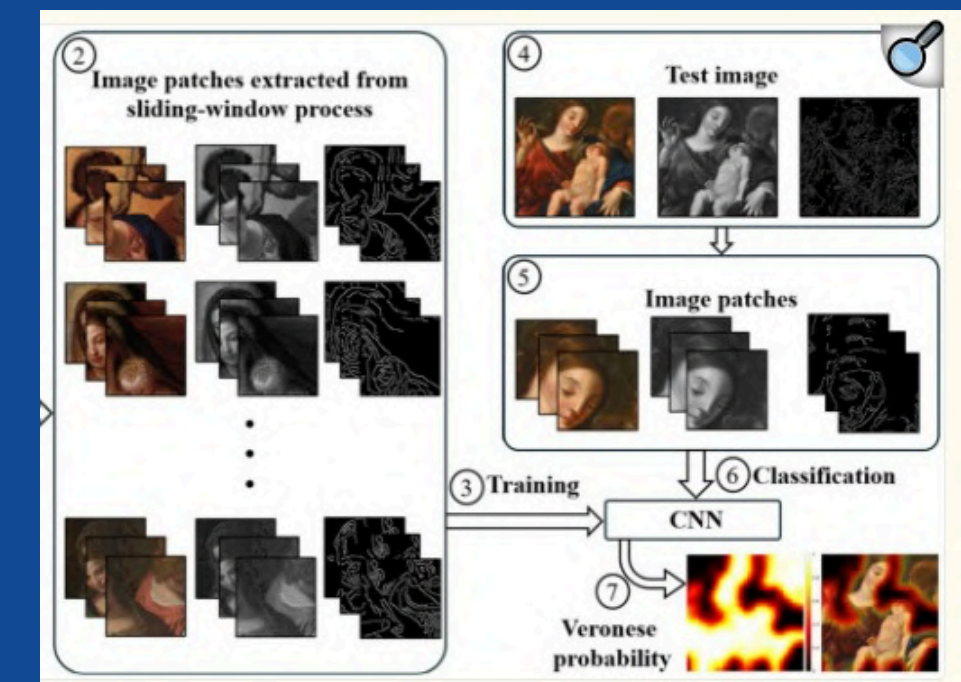 2
Image patches extracted from
sliding-window process
4
Test image
5
Image patches
3 Training
6 Classification
CNN
7
Veronese
probability